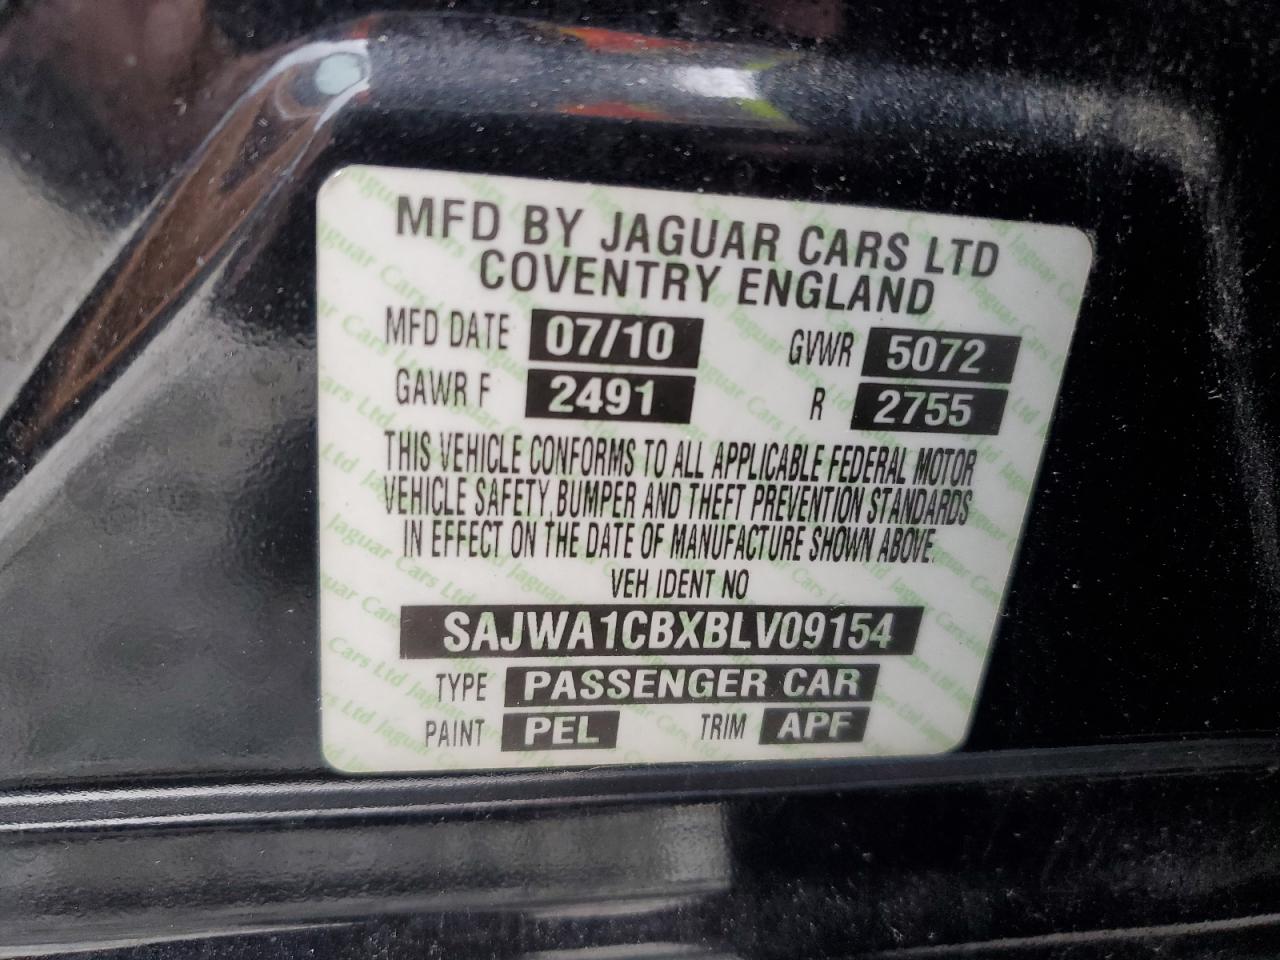 MFD BY JAGUAR CARS LTD
COVENTRY ENGLAND
MFD DATE 07/10 GVWR 5072
GAWR F 2491 R 2755
THIS VEHICLE CONFORMS TO ALL APPLICABLE FEDERAL MOTOR
VEHICLE SAFETY, BUMPER AND THEFT PREVENTION STANDARDS
IN EFFECT ON THE DATE OF MANUFACTURE SHOWN ABOVE.
VEH IDENT NO
SAJWA1CBXBLV09154
TYPE PASSENGER CAR
PAINT PEL TRIM APF